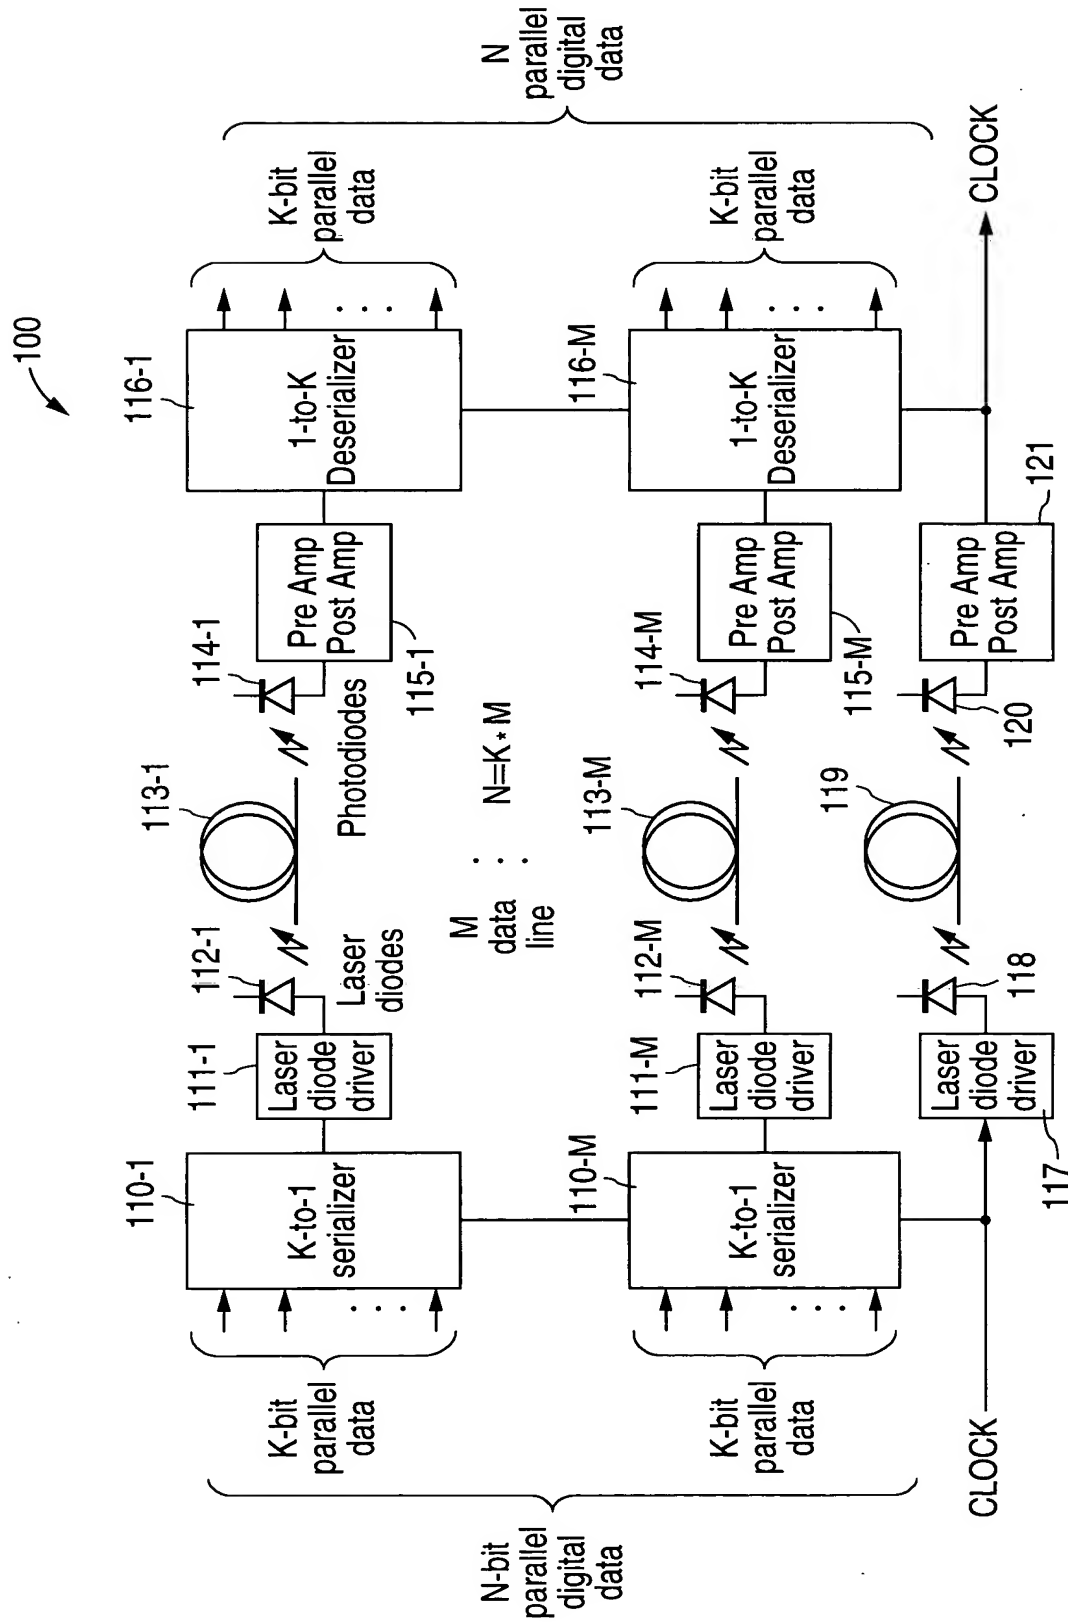 100
N-bit
parallel
digital
data
K-bit
parallel
data
110-1
K-to-1
serializer
111-1
Laser
diode
driver
112-1
Laser
diodes
113-1
Photodiodes
114-1
Pre Amp
Post Amp
115-1
116-1
1-to-K
Deserializer
K-bit
parallel
data
N
parallel
digital
data
M
data
line
. . .
N=K*M
K-bit
parallel
data
110-M
K-to-1
serializer
111-M
Laser
diode
driver
112-M
113-M
114-M
Pre Amp
Post Amp
115-M
116-M
1-to-K
Deserializer
K-bit
parallel
data
CLOCK
Laser
diode
driver
117
118
119
120
Pre Amp
Post Amp
121
CLOCK